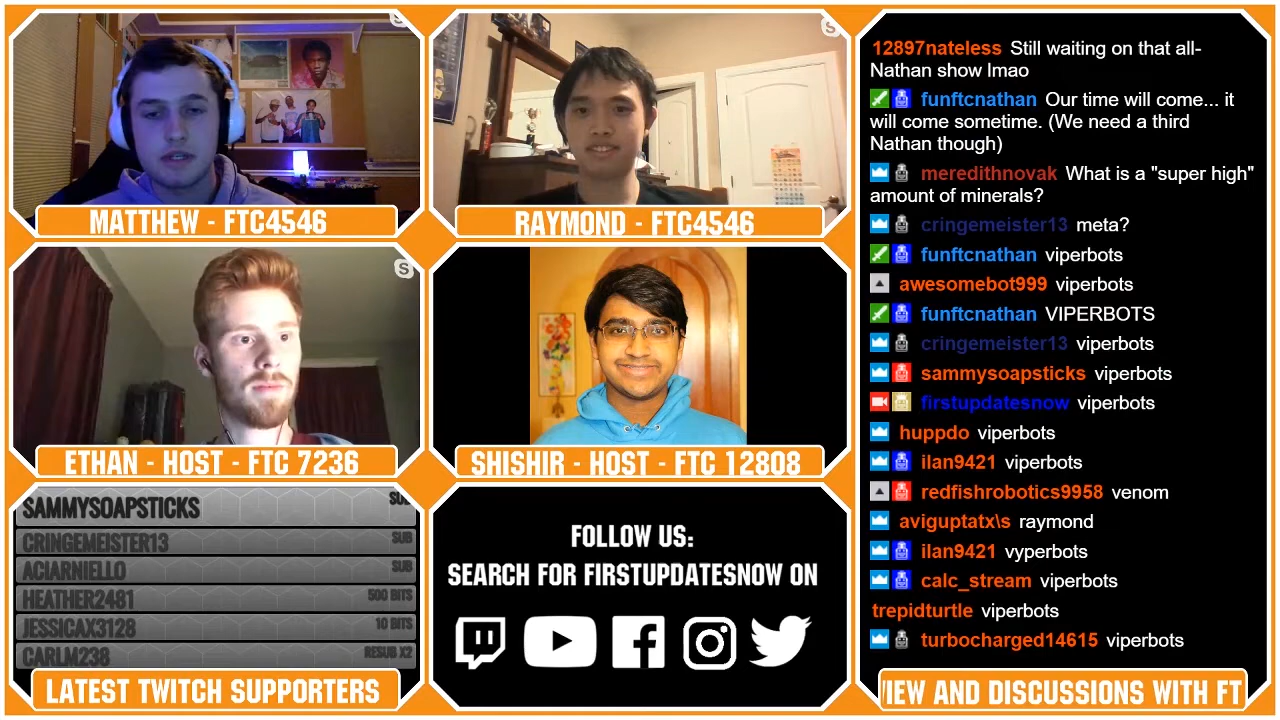 MATTHEW - FTC4546
RAYMOND - FTC4546
ETHAN - HOST - FTC 7236
SHISHIR - HOST - FTC 12808
SAMMYSOAPSTICKS SUB
CRINGEMEISTER13 SUB
ACIARNIELLO SUB
HEATHER2481 500 BITS
JESSICAX3128 10 BITS
CARLM238 RESUB X2
LATEST TWITCH SUPPORTERS
FOLLOW US:
SEARCH FOR FIRSTUPDATESNOW ON
12897nateless Still waiting on that all-
Nathan show lmao
funftcnathan Our time will come... it
will come sometime. (We need a third
Nathan though)
meredithnovak What is a "super high"
amount of minerals?
cringemeister13 meta?
funftcnathan viperbots
awesomebot999 viperbots
funftcnathan VIPERBOTS
cringemeister13 viperbots
sammysoapsticks viperbots
firstupdatesnow viperbots
huppdo viperbots
ilan9421 viperbots
redfishrobotics9958 venom
aviguptatx\s raymond
ilan9421 vyperbots
calc_stream viperbots
trepidturtle viperbots
turbocharged14615 viperbots
IEW AND DISCUSSIONS WITH FT